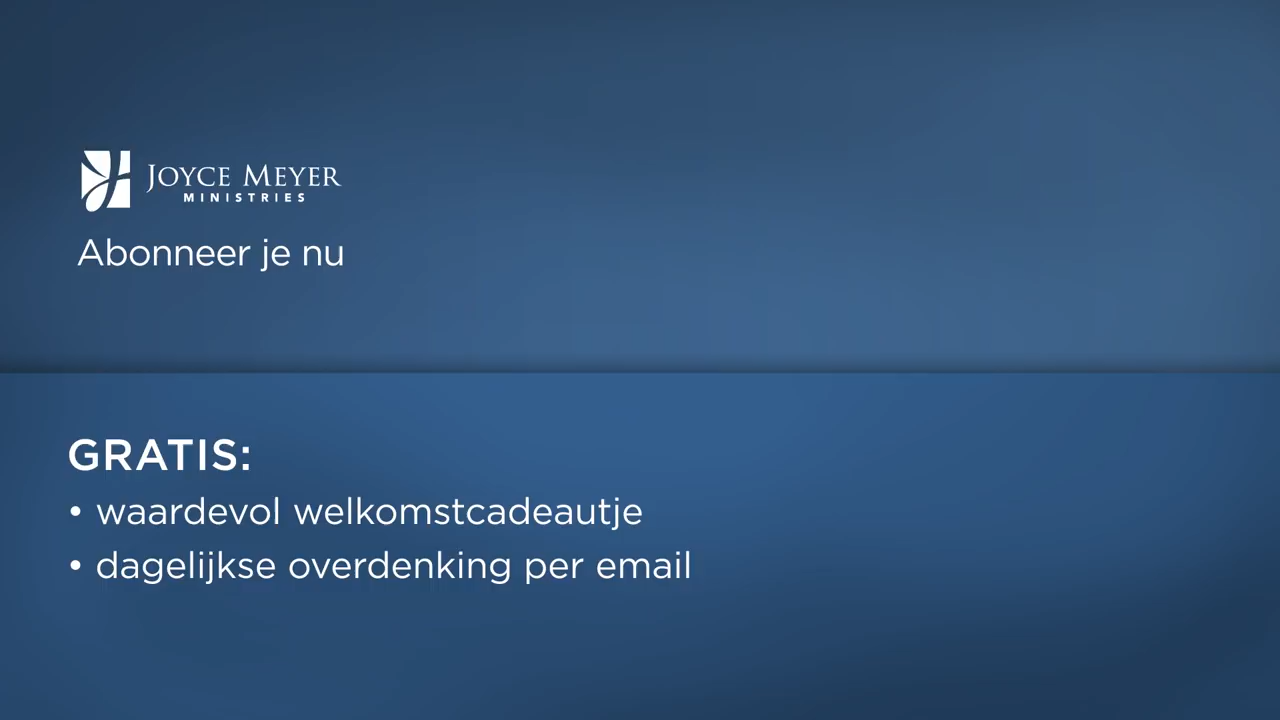 JOYCE MEYER
MINISTRIES
Abonneer je nu
GRATIS:
• waardevol welkomstcadeautje
• dagelijkse overdenking per email